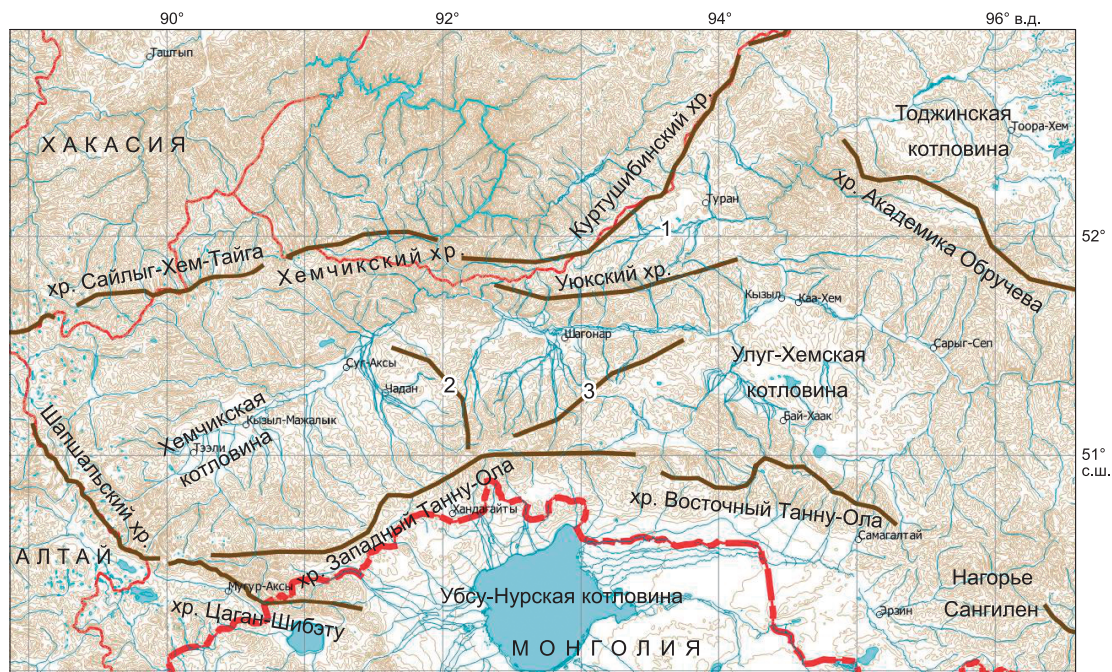 90°
92°
94°
96° в.д.
Таштып
ХАКАСИЯ
Куртушибинский хр.
Тоджинская
котловина
Тоора-Хем
Туран
1
хр. Академика Обручева
52°
хр. Сайлыг-Хем-Тайга
Хемчикский хр
Уюкский хр.
Кызыл
Каа-Хем
Шагонар
Сарыг-Сеп
Суг-Аксы
Чадан
2
3
Улуг-Хемская
котловина
Бай-Хаак
Хемчикская
котловина
Кызыл-Мажалык
Тээли
Шапшальский хр.
51°
с.ш.
хр. Западный Танну-Ола
Хандагайты
хр. Восточный Танну-Ола
Самагалтай
АЛТАЙ
Мугур-Аксы
хр. Цаган-Шибэту
Убсу-Нурская котловина
Нагорье
Сангилен
Эрзин
МОНГОЛИЯ